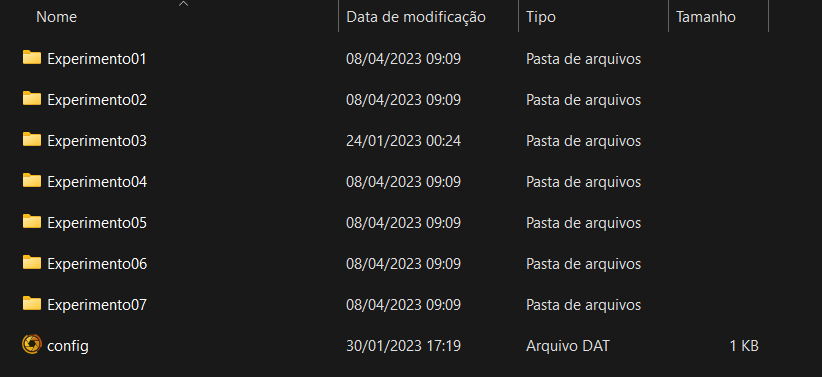 Nome Data de modificação Tipo Tamanho
Experimento01 08/04/2023 09:09 Pasta de arquivos
Experimento02 08/04/2023 09:09 Pasta de arquivos
Experimento03 24/01/2023 00:24 Pasta de arquivos
Experimento04 08/04/2023 09:09 Pasta de arquivos
Experimento05 08/04/2023 09:09 Pasta de arquivos
Experimento06 08/04/2023 09:09 Pasta de arquivos
Experimento07 08/04/2023 09:09 Pasta de arquivos
config 30/01/2023 17:19 Arquivo DAT 1 KB